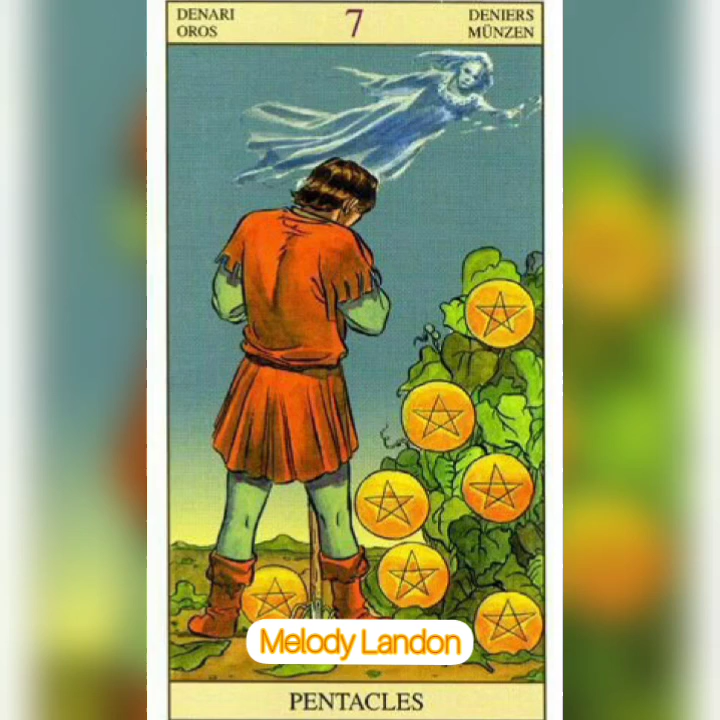 DENARI
OROS
7
DENIERS
MÜNZEN
Melody Landon
PENTACLES